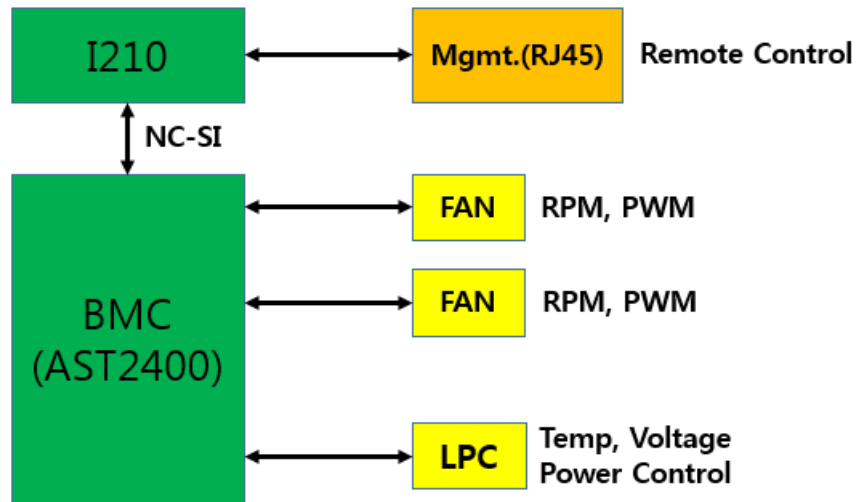 I210
Mgmt.(RJ45)
Remote Control
NC-SI
FAN
RPM, PWM
FAN
RPM, PWM
BMC
(AST2400)
LPC
Temp, Voltage
Power Control